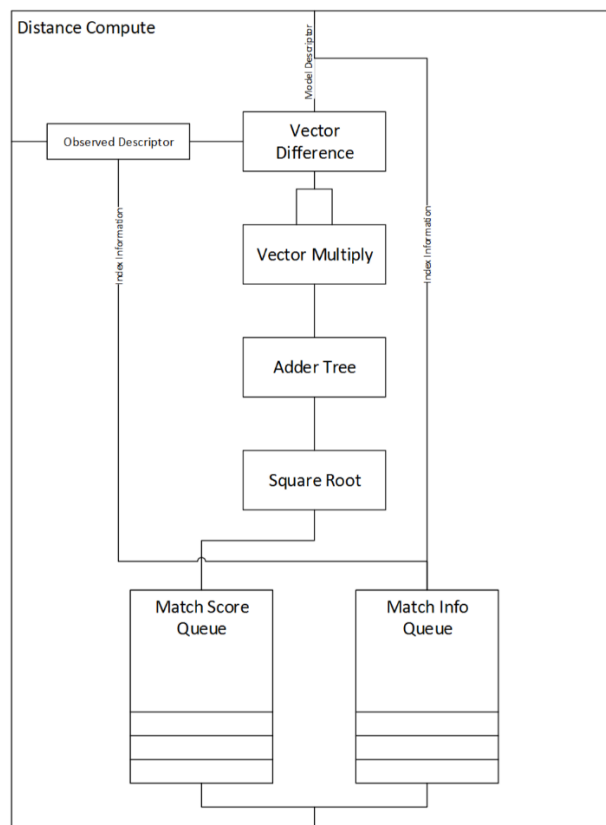 Distance Compute
Model Descriptor
Observed Descriptor
Vector
Difference
Index Information
Index Information
Vector Multiply
Adder Tree
Square Root
Match Score
Queue
Match Info
Queue